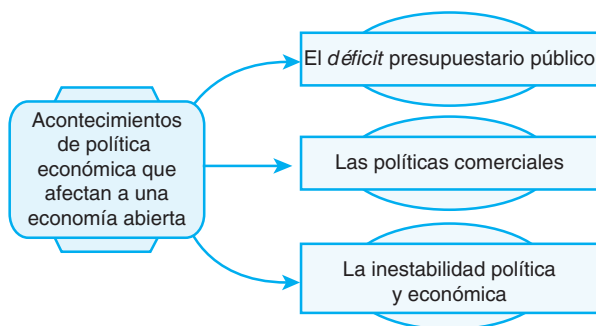 Acontecimientos
de política
económica que
afectan a una
economía abierta
El déficit presupuestario público
Las políticas comerciales
La inestabilidad política
y económica